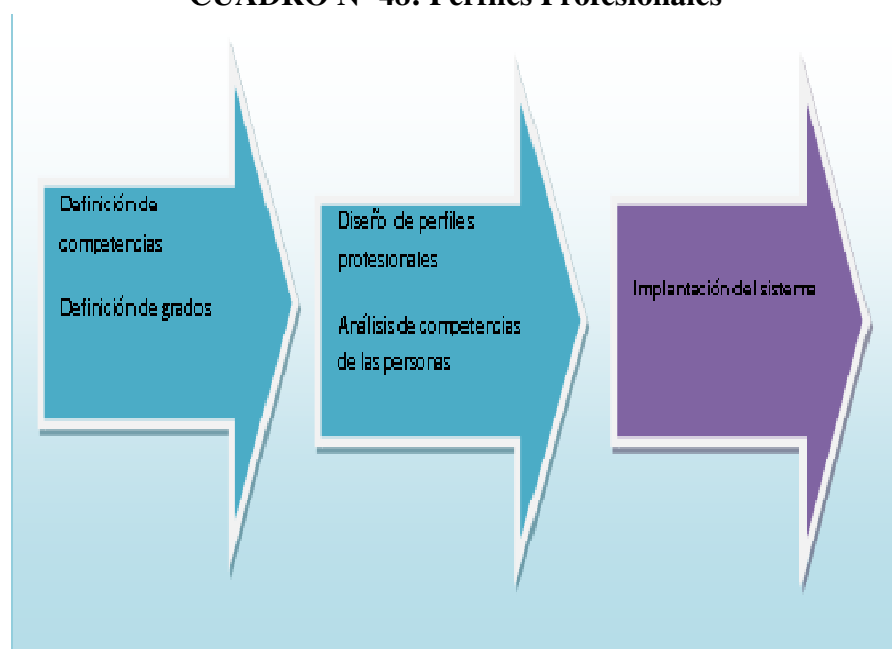 CUADRO N° 48: Perfiles Profesionales
Definición de
competencias
Definición de grados
Diseño de perfiles
profesionales
Análisis de competencias
de las personas
Implantación del sistema